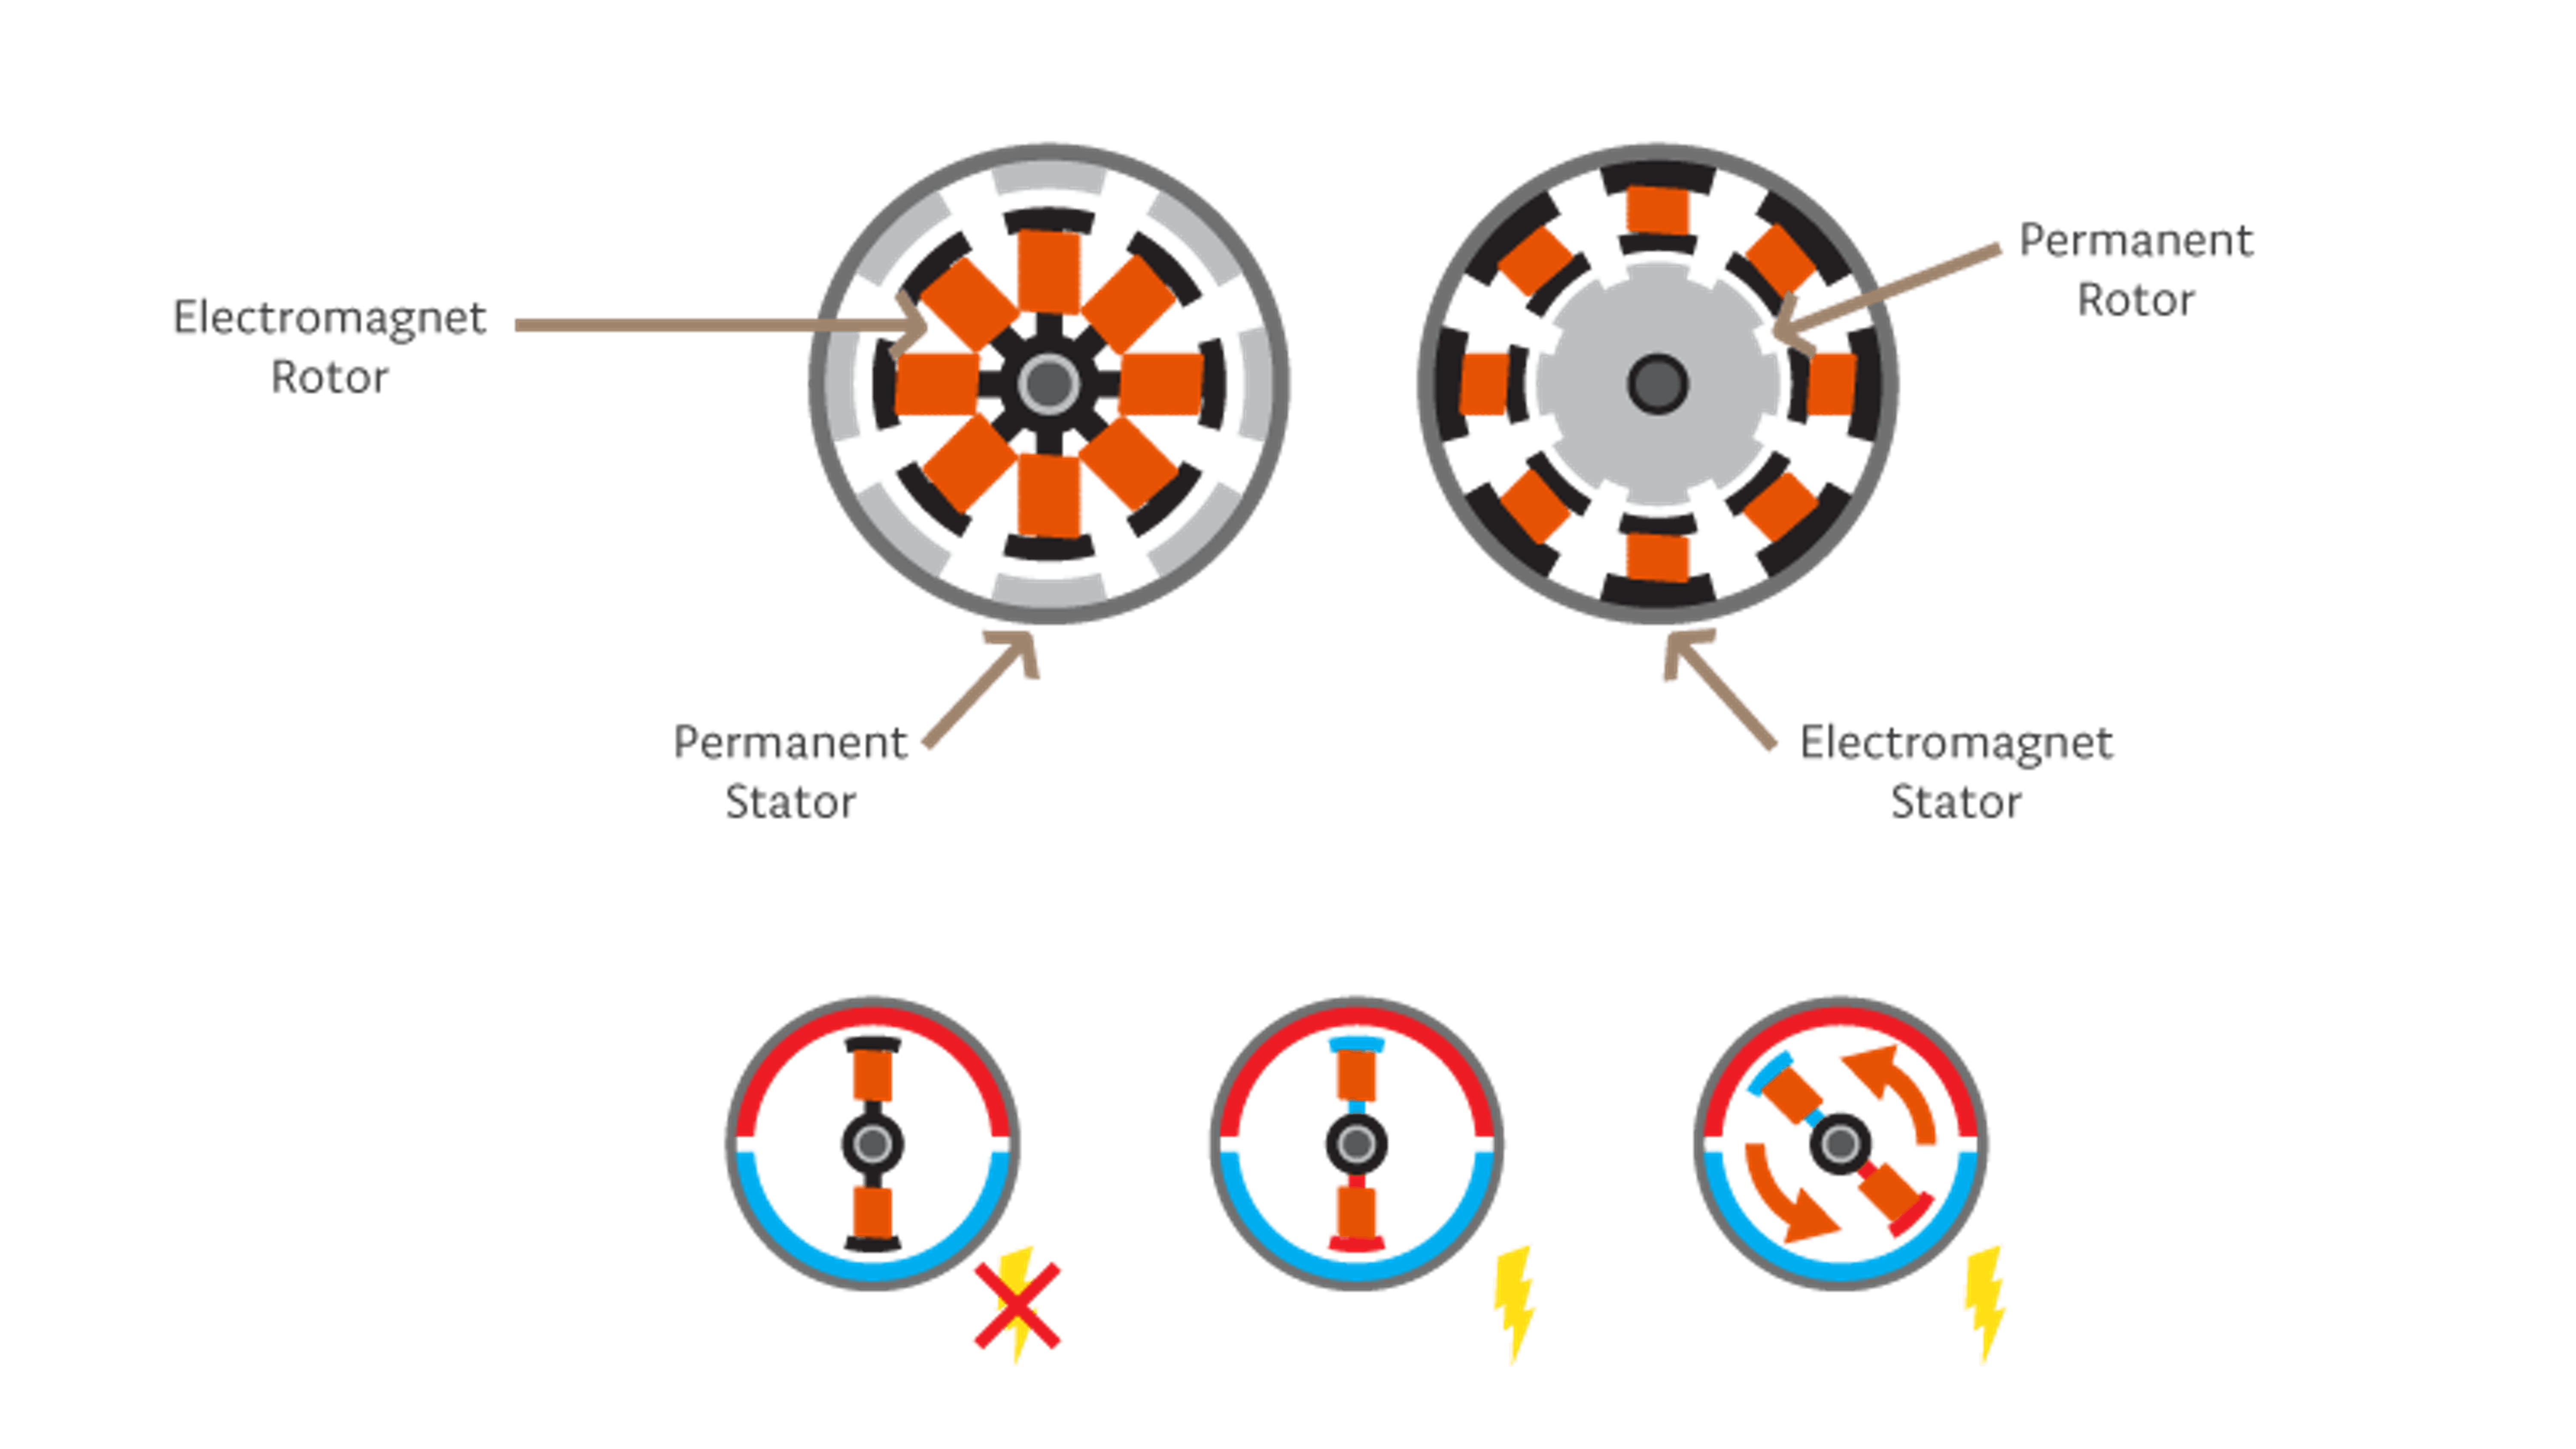 Permanent
Rotor
Electromagnet
Rotor
Permanent
Stator
Electromagnet
Stator